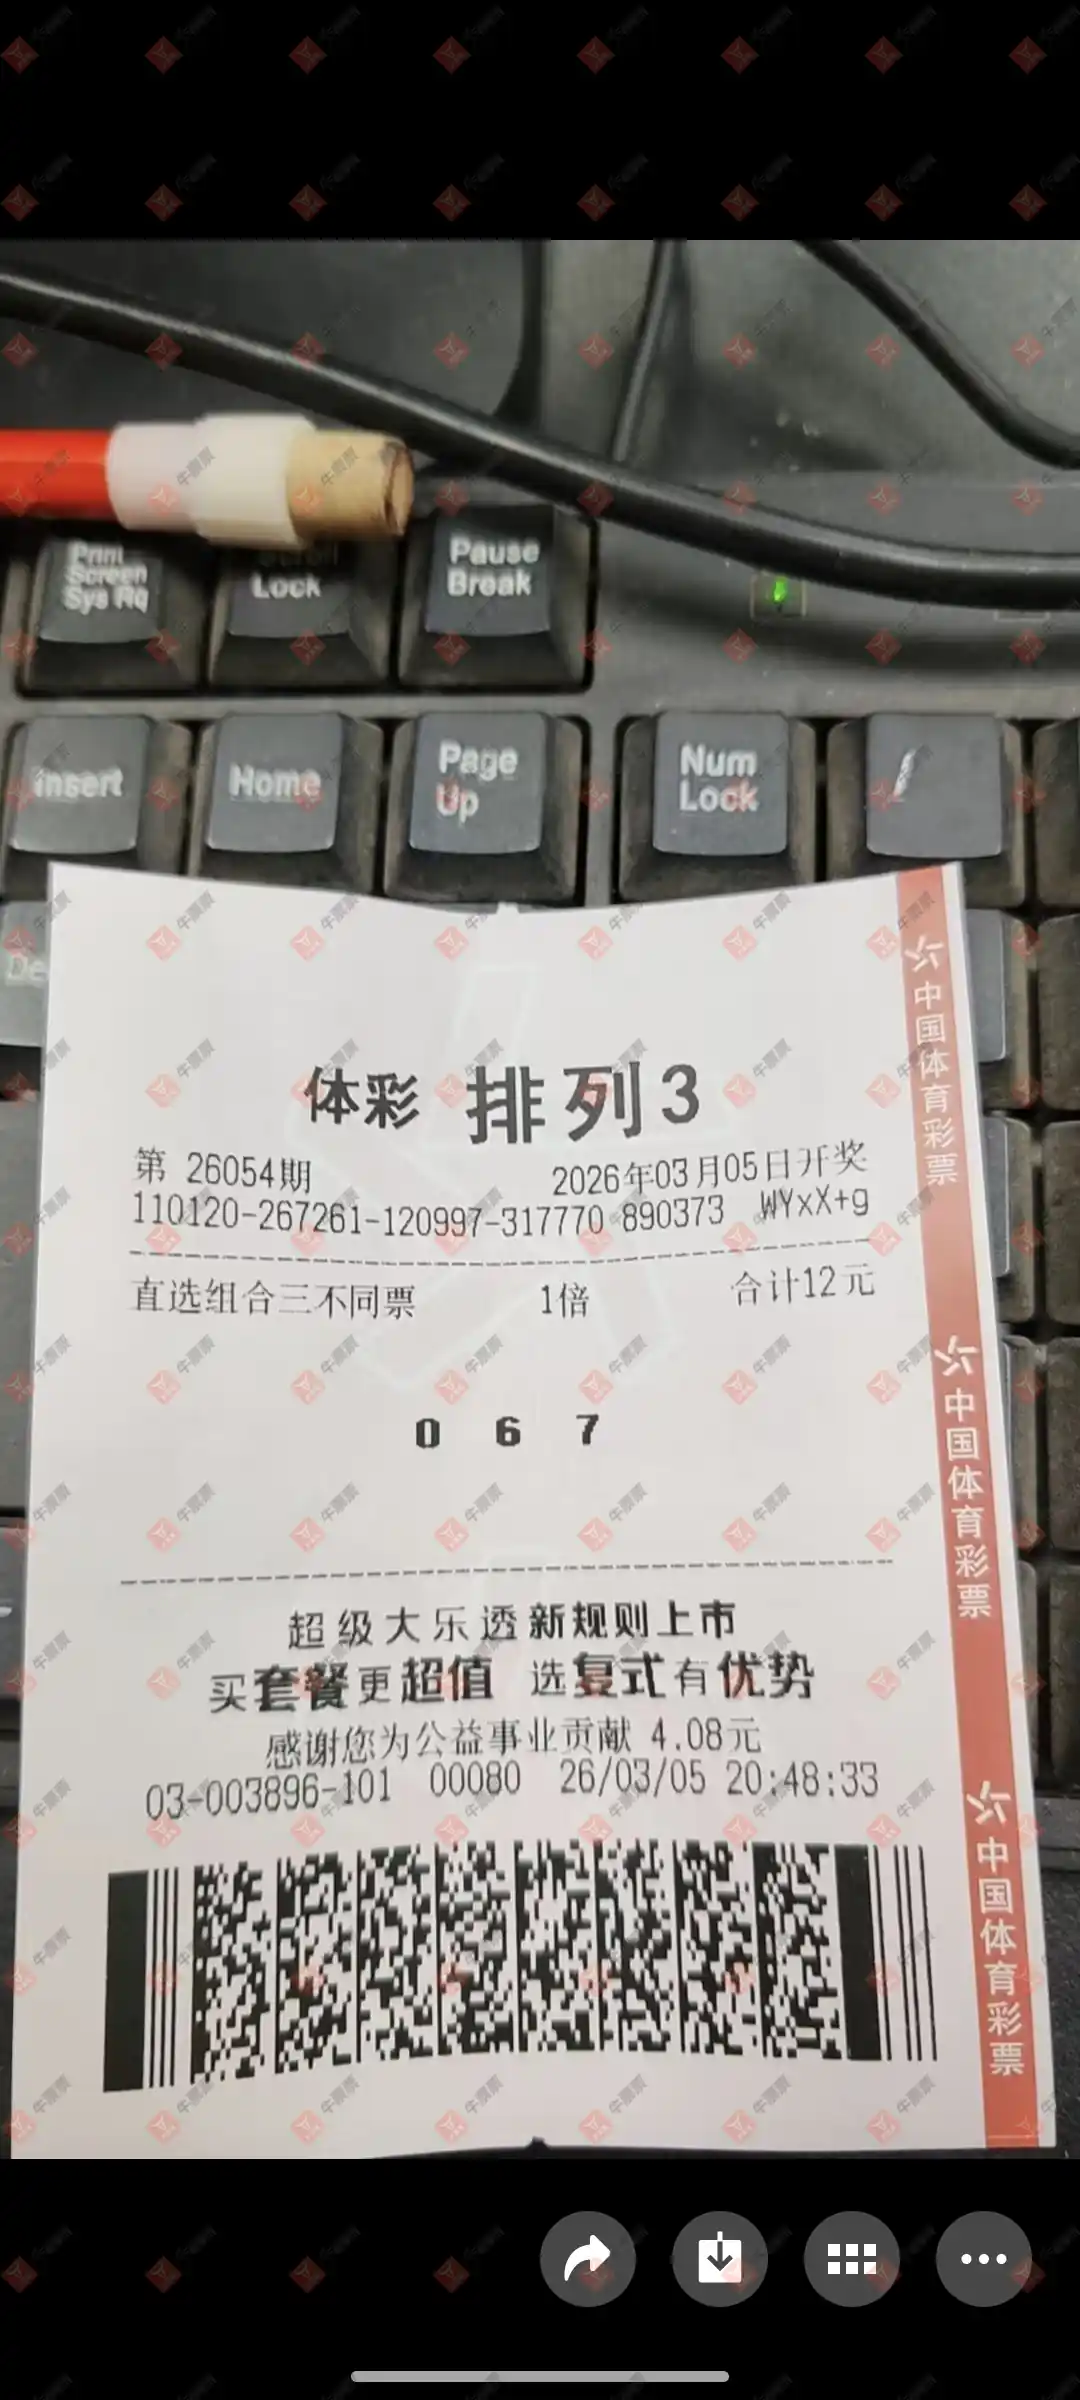 Print
Screen
Sys Rq
Scroll
Lock
Pause
Break
Insert
Home
Page
Up
Num
Lock
/
De
体彩 排列3
第 26054期 2026年03月05日开奖
110120-267261-120997-317770 890373 WYxX+g
直选组合三不同票 1倍 合计12元
0 6 7
超级大乐透新规则上市
买套餐更超值 选复式有优势
感谢您为公益事业贡献 4.08元
03-003896-101 00080 26/03/05 20:48:33
中国体育彩票
中国体育彩票
中国体育彩票
牛票票